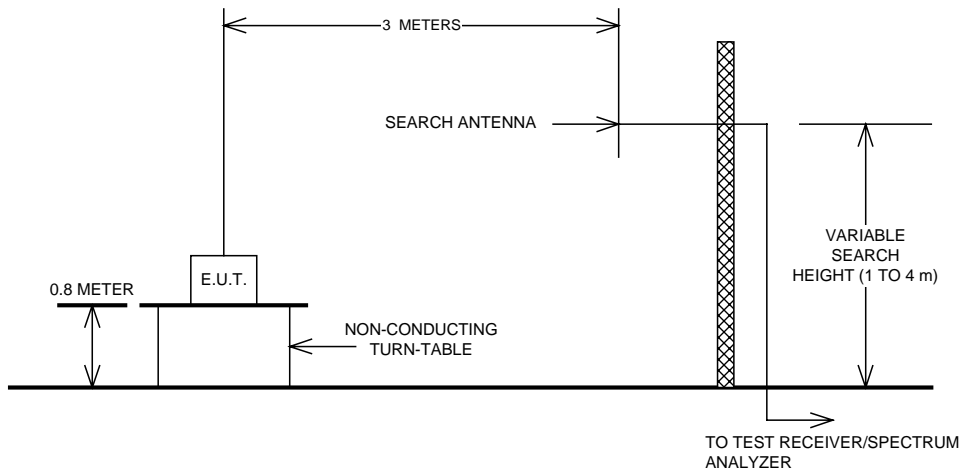 3 METERS
SEARCH ANTENNA
VARIABLE
SEARCH
HEIGHT (1 TO 4 m)
E.U.T.
0.8 METER
NON-CONDUCTING
TURN-TABLE
TO TEST RECEIVER/SPECTRUM
ANALYZER